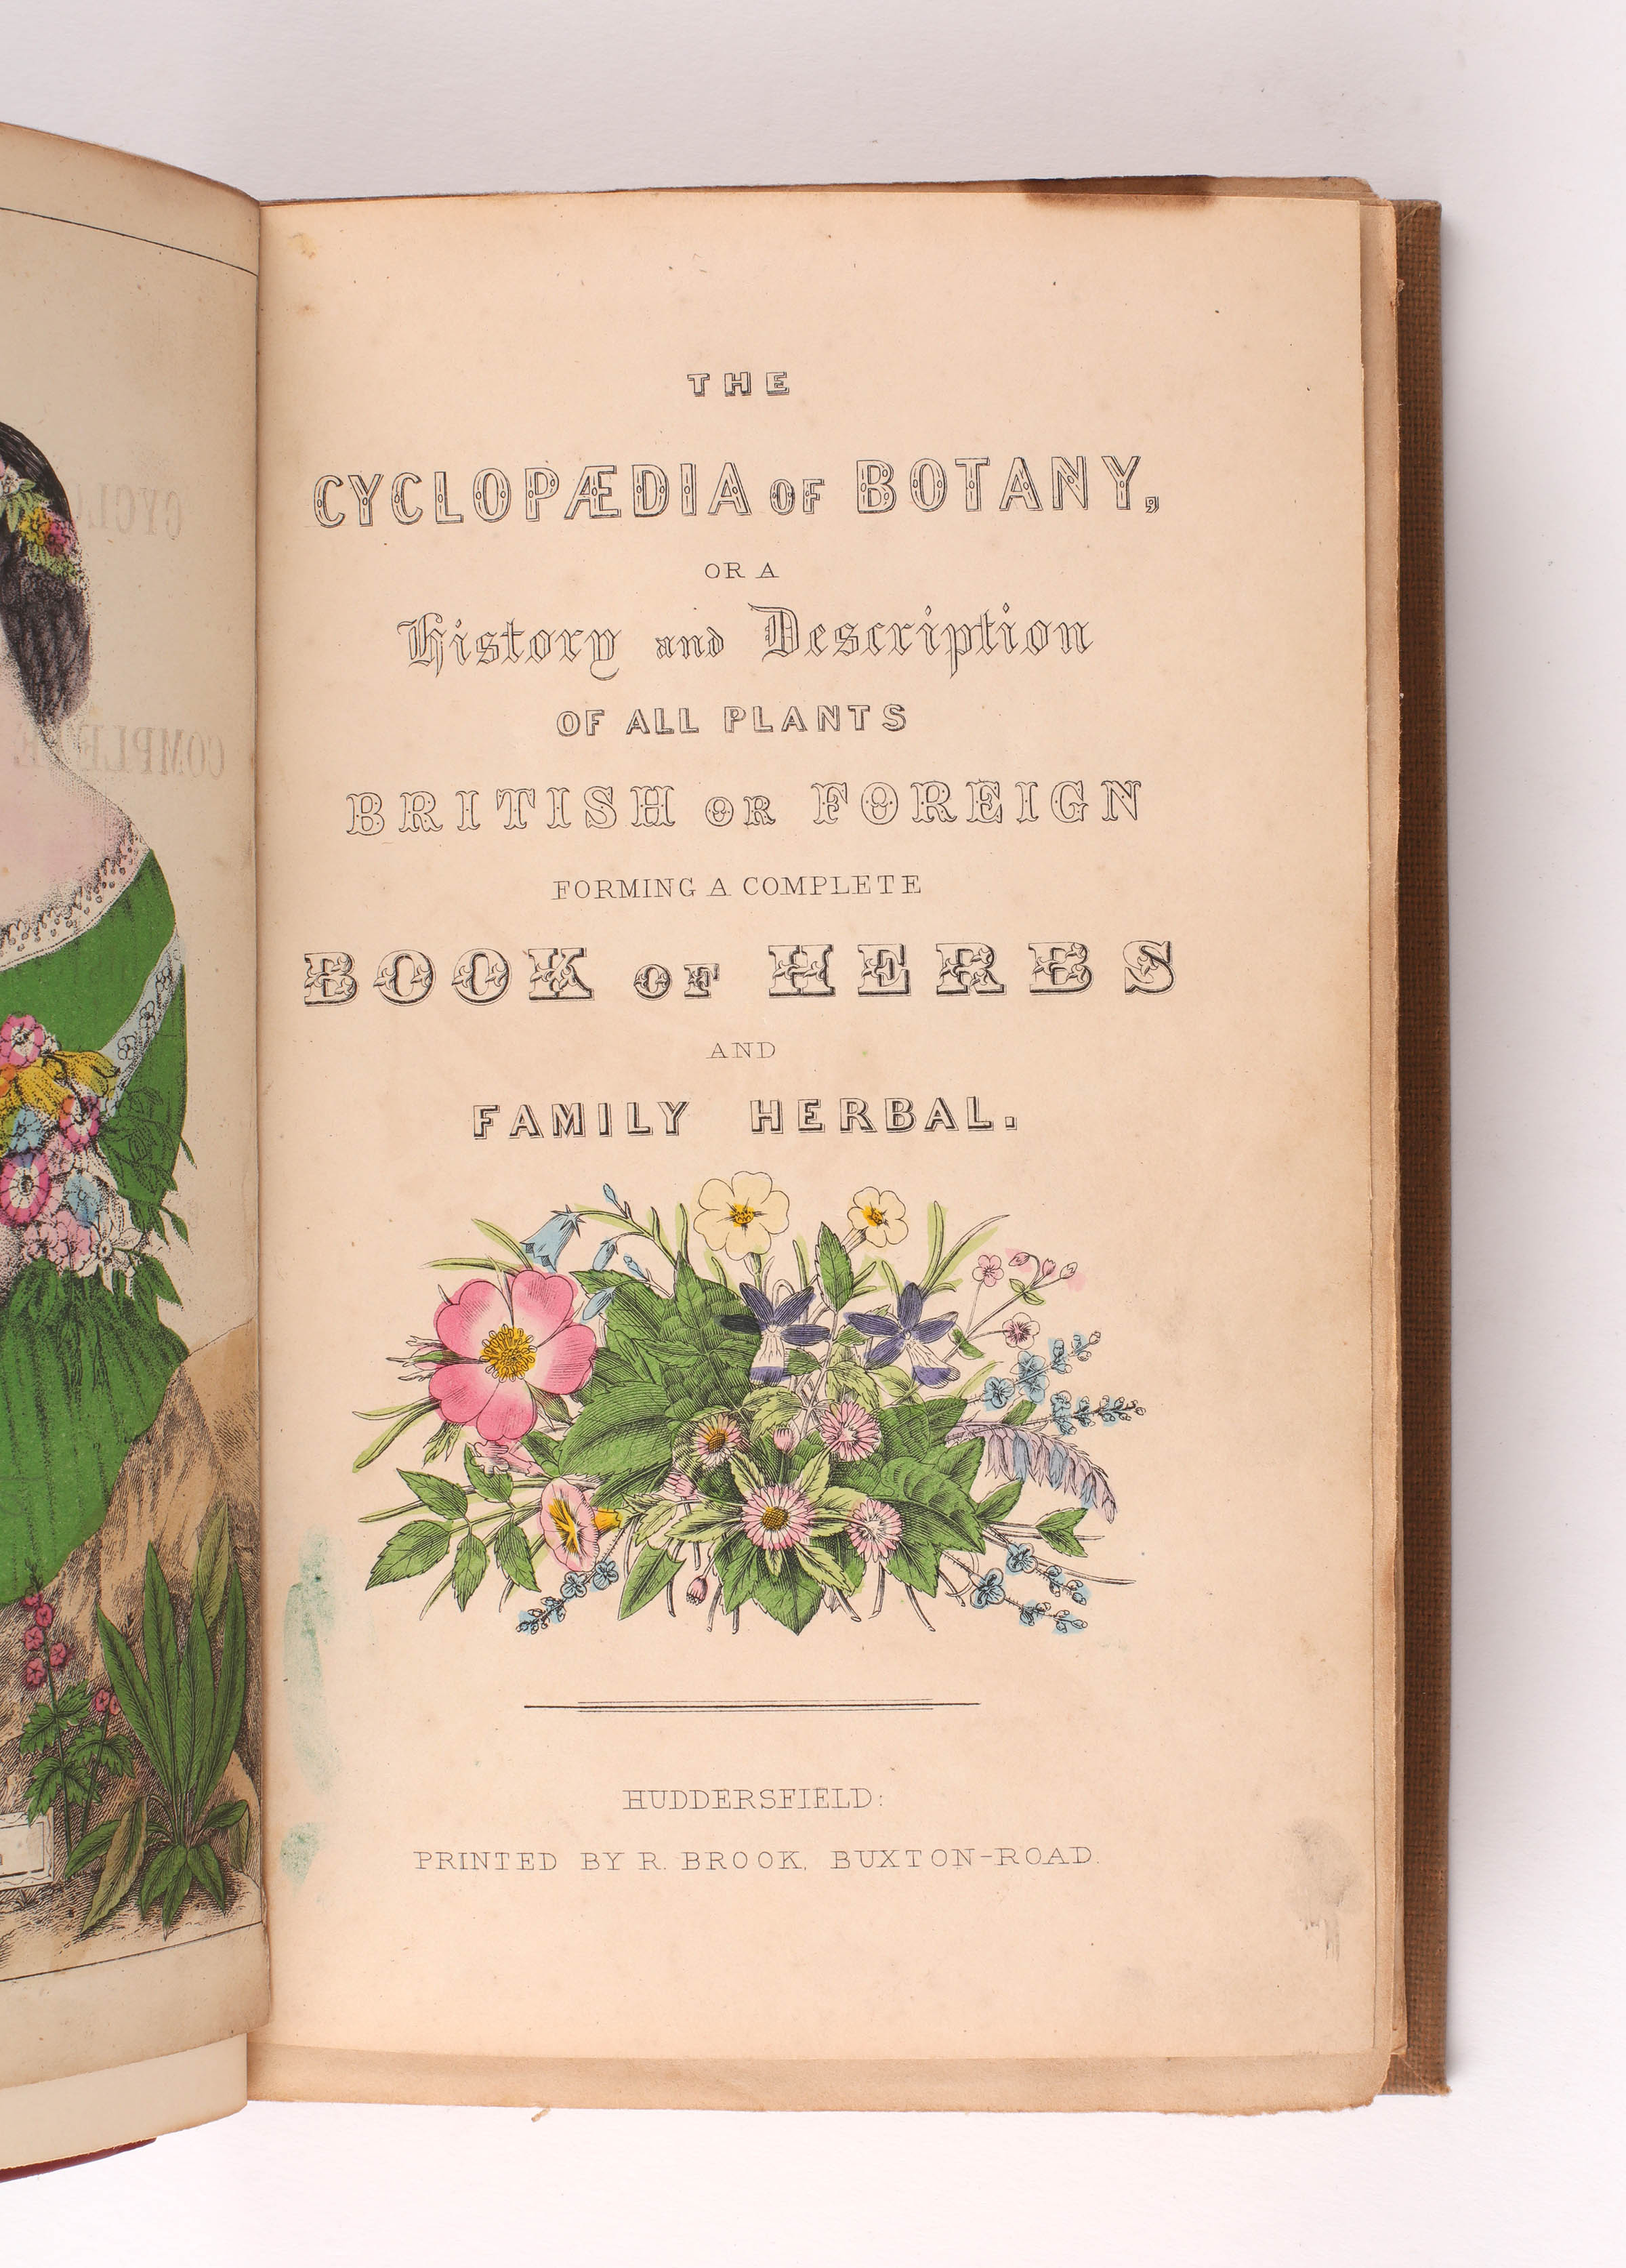 THE
CYCLOPÆDIA OF BOTANY,
OR A
History and Description
OF ALL PLANTS
BRITISH OR FOREIGN
FORMING A COMPLETE
BOOK OF HERBS
AND
FAMILY HERBAL.
HUDDERSFIELD:
PRINTED BY R. BROOK, BUXTON-ROAD.